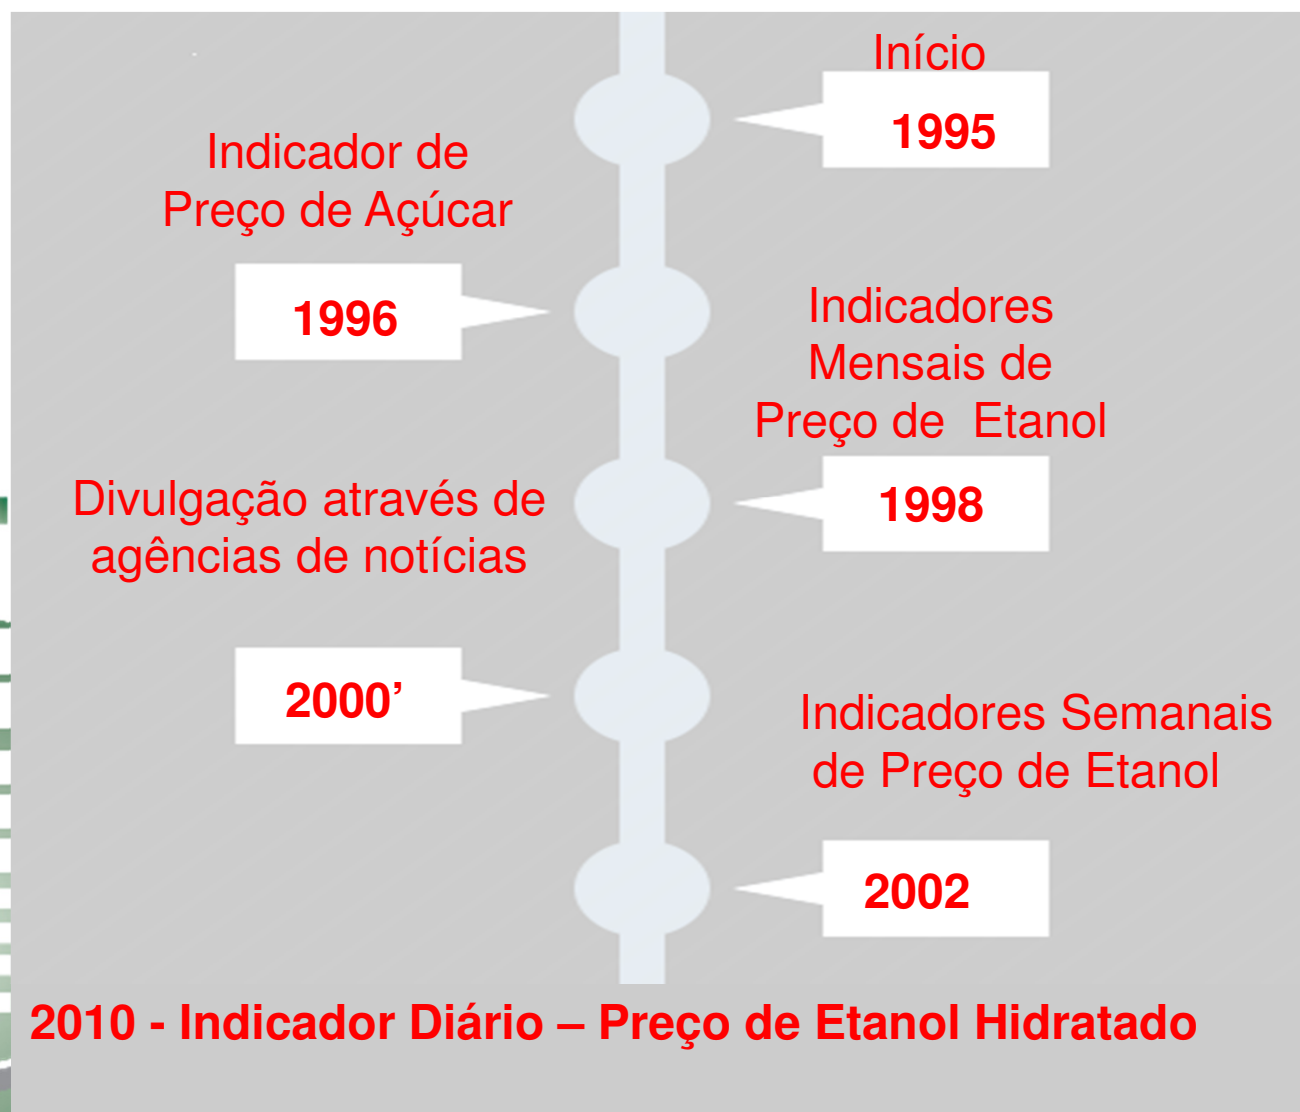 Início
1995
Indicador de
Preço de Açúcar
1996
Indicadores
Mensais de
Preço de Etanol
1998
Divulgação através de
agências de notícias
2000’
Indicadores Semanais
de Preço de Etanol
2002
2010 - Indicador Diário – Preço de Etanol Hidratado